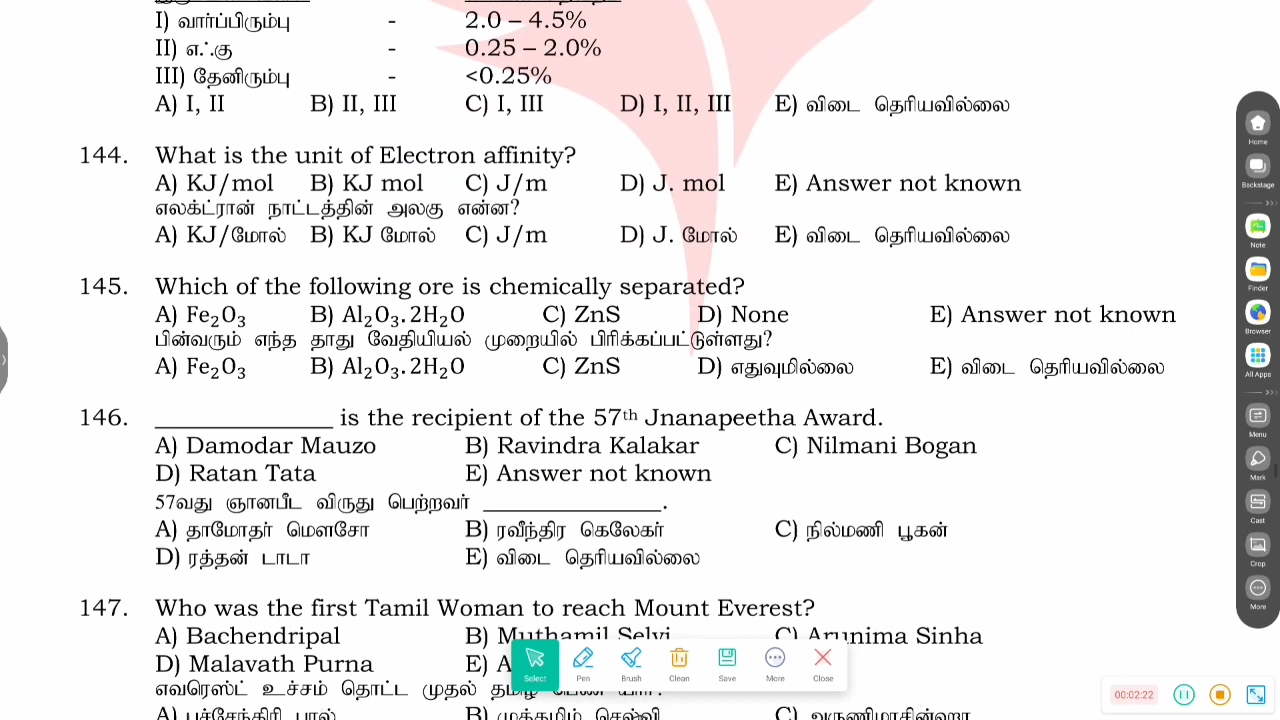 I) வார்ப்பிரும்பு - 2.0 – 4.5%
II) எஃகு - 0.25 – 2.0%
III) தேனிரும்பு - <0.25%
A) I, II B) II, III C) I, III D) I, II, III E) விடை தெரியவில்லை
144. What is the unit of Electron affinity?
A) KJ/mol B) KJ mol C) J/m D) J. mol E) Answer not known
எலக்ட்ரான் நாட்டத்தின் அலகு என்ன?
A) KJ/மோல் B) KJ மோல் C) J/m D) J. மோல் E) விடை தெரியவில்லை
145. Which of the following ore is chemically separated?
A) Fe₂O₃ B) Al₂O₃.2H₂O C) ZnS D) None E) Answer not known
பின்வரும் எந்த தாது வேதியியல் முறையில் பிரிக்கப்பட்டுள்ளது?
A) Fe₂O₃ B) Al₂O₃.2H₂O C) ZnS D) எதுவுமில்லை E) விடை தெரியவில்லை
146. ______________ is the recipient of the 57th Jnanapeetha Award.
A) Damodar Mauzo B) Ravindra Kalakar C) Nilmani Bogan
D) Ratan Tata E) Answer not known
57வது ஞானபீட விருது பெற்றவர் ______________.
A) தாமோதர் மௌசோ B) ரவீந்திர கெலேகர் C) நில்மணி பூகன்
D) ரத்தன் டாடா E) விடை தெரியவில்லை
147. Who was the first Tamil Woman to reach Mount Everest?
A) Bachendripal B) Muthamil Selvi C) Arunima Sinha
D) Malavath Purna E) A
எவரெஸ்ட் உச்சம் தொட்ட முதல் தமிழ் பெண் யார்?
Home
Backstage
Note
Finder
Browser
All Apps
Menu
Mark
Cast
Crop
More
Select Pen Brush Clean Save More Close
00:02:22